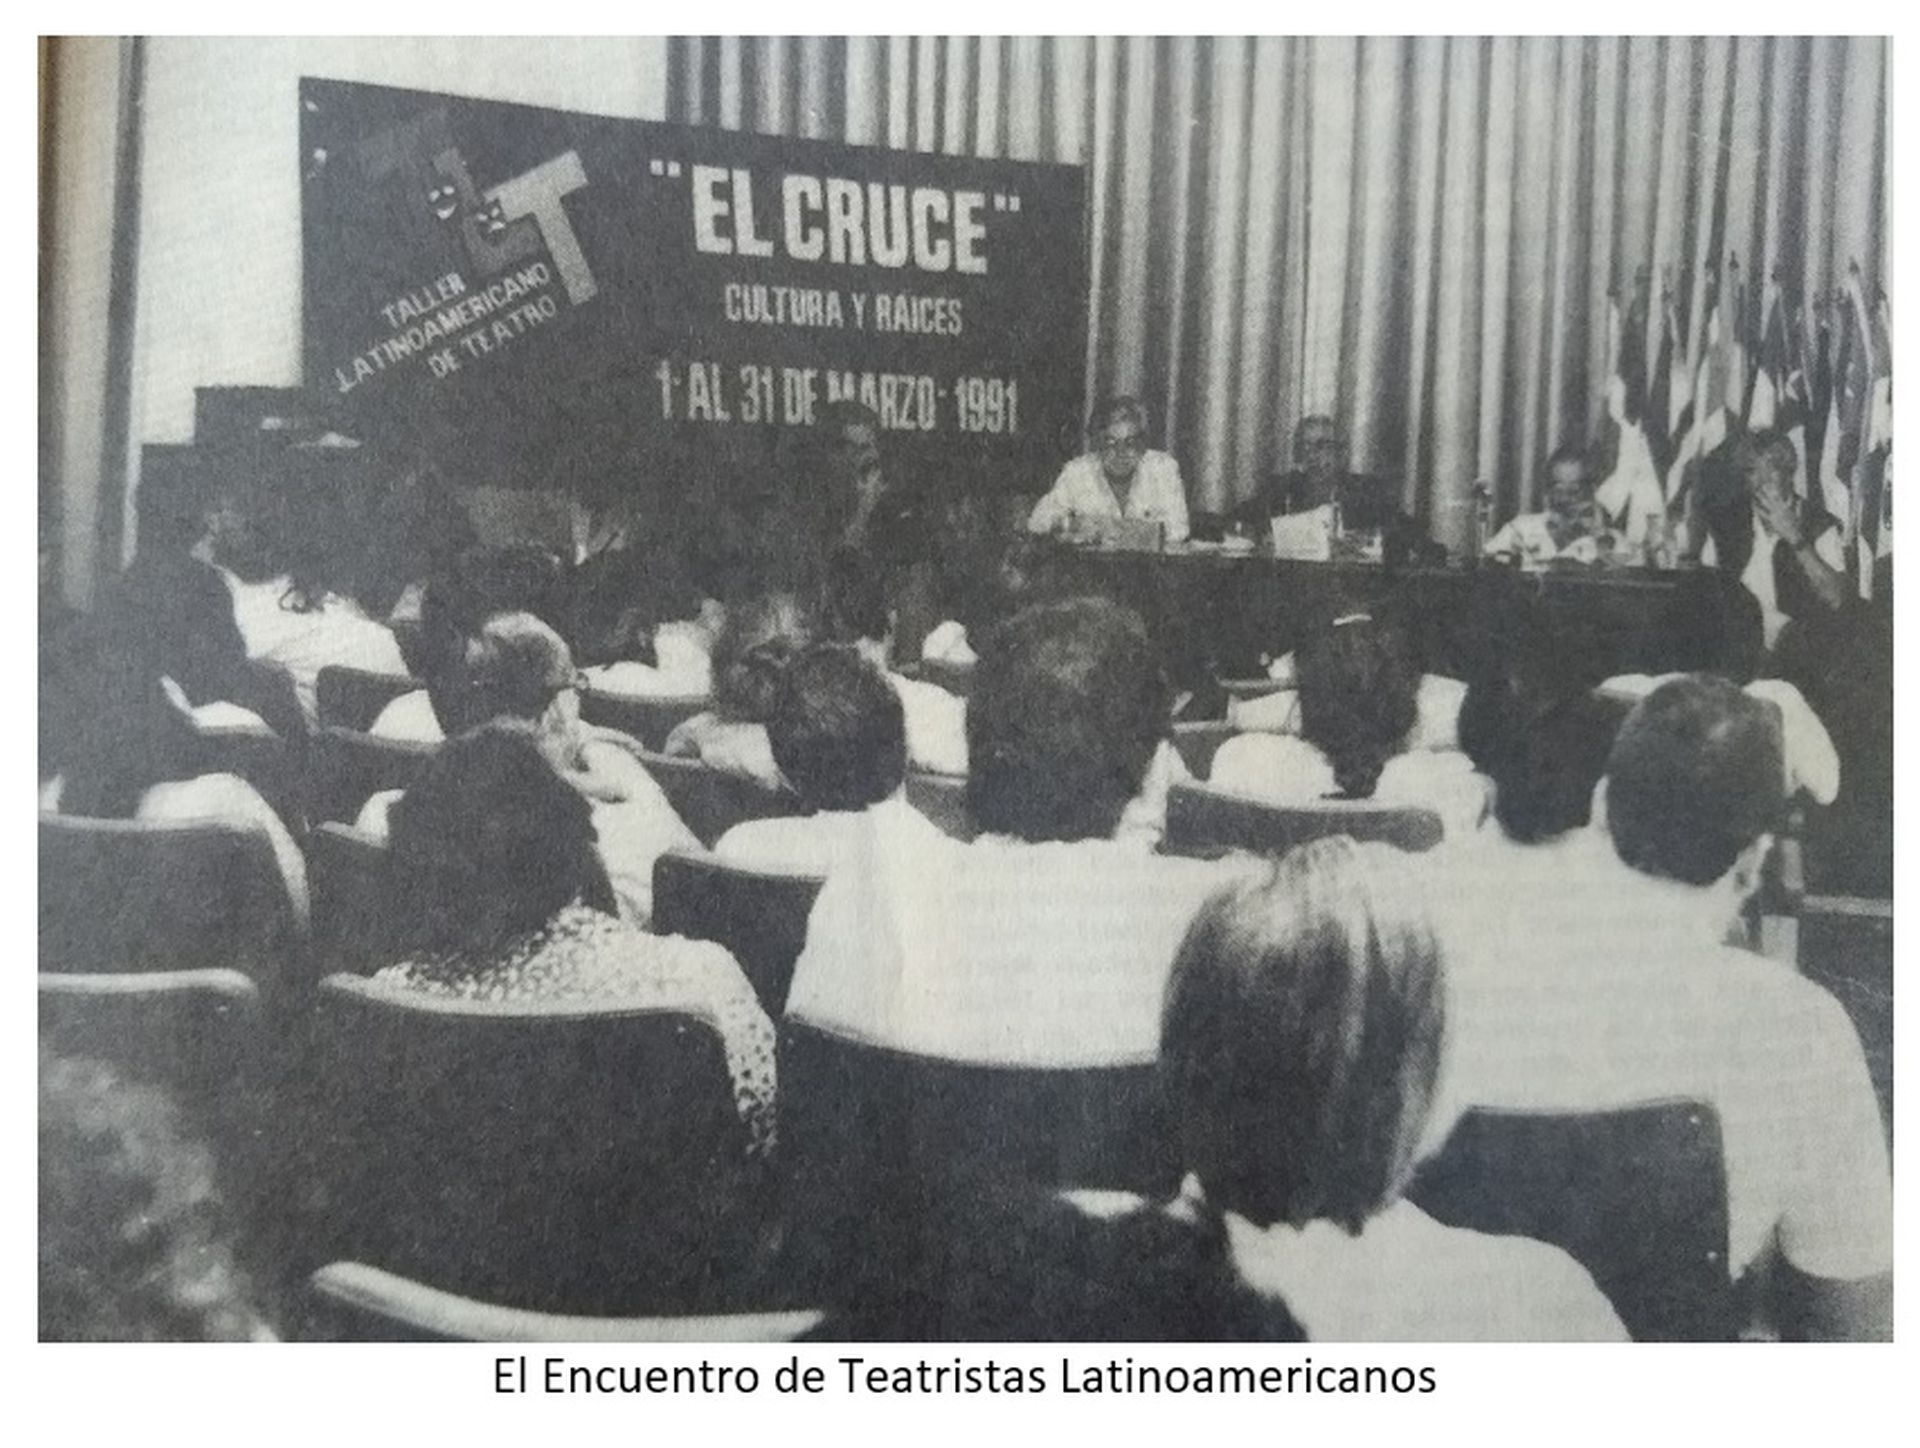 TLT
TALLER
LATINOAMERICANO
DE TEATRO
"EL CRUCE"
CULTURA Y RAICES
1· AL 31 DE MARZO· 1991
El Encuentro de Teatristas Latinoamericanos